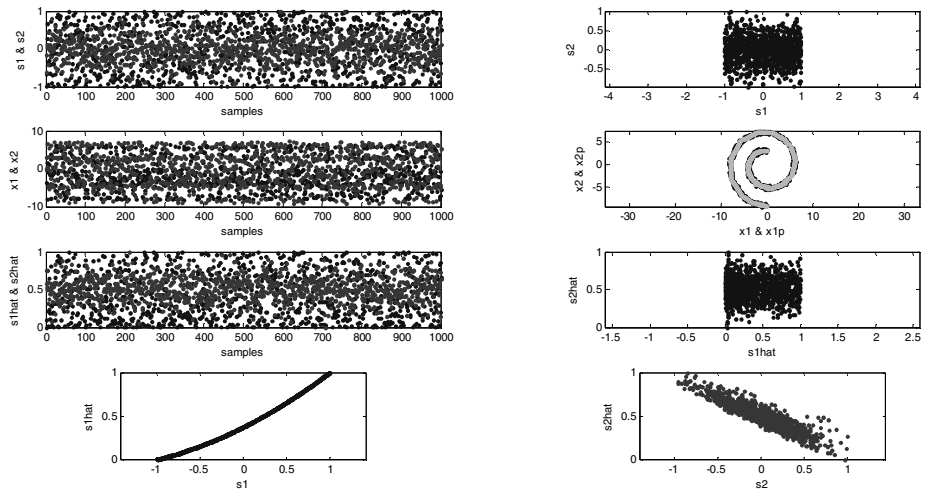 1
0
-1
s1 & s2
0 100 200 300 400 500 600 700 800 900 1000
samples
0.5
0
-0.5
s2
-4 -3 -2 -1 0 1 2 3 4
s1
10
0
-10
x1 & x2
0 100 200 300 400 500 600 700 800 900 1000
samples
5
0
-5
x2 & x2p
-30 -20 -10 0 10 20 30
x1 & x1p
1
0.5
0
s1hat & s2hat
0 100 200 300 400 500 600 700 800 900 1000
samples
1
0.5
0
s2hat
-1.5 -1 -0.5 0 0.5 1 1.5 2 2.5
s1hat
1
0.5
0
s1hat
-1 -0.5 0 0.5 1
s1
1
0.5
0
s2hat
-1 -0.5 0 0.5 1
s2